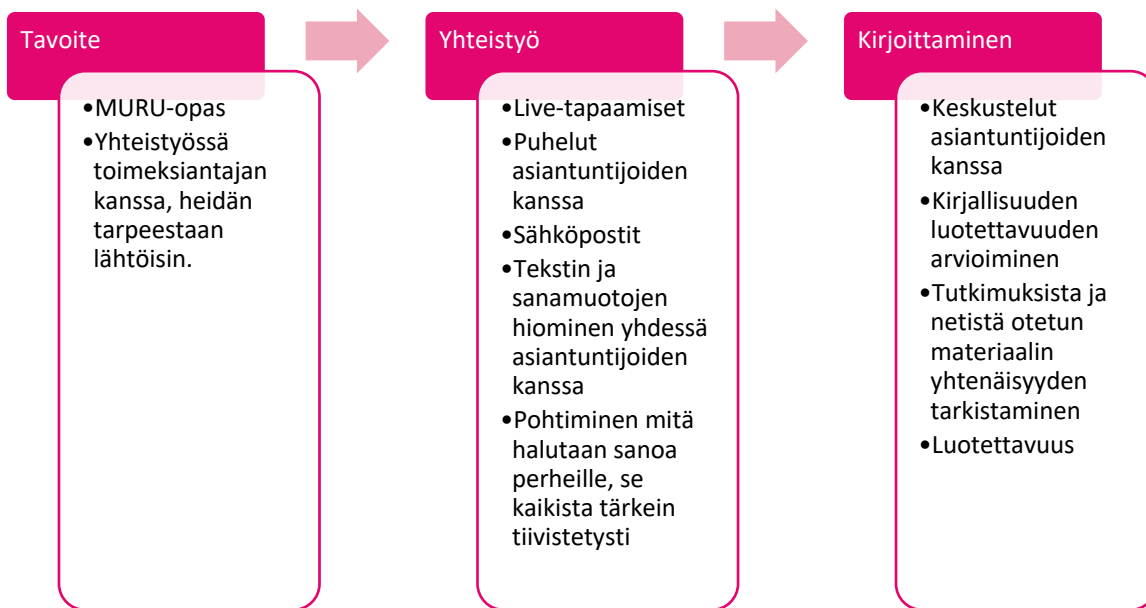 Tavoite
•MURU-opas
•Yhteistyössä
toimeksiantajan
kanssa, heidän
tarpeestaan
lähtöisin.
Yhteistyö
•Live-tapaamiset
•Puhelut
asiantuntijoiden
kanssa
•Sähköpostit
•Tekstin ja
sanamuotojen
hiominen yhdessä
asiantuntijoiden
kanssa
•Pohtiminen mitä
halutaan sanoa
perheille, se
kaikista tärkein
tiivistetysti
Kirjoittaminen
•Keskustelut
asiantuntijoiden
kanssa
•Kirjallisuuden
luotettavuuden
arvioiminen
•Tutkimuksista ja
netistä otetun
materiaalin
yhtenäisyyden
tarkistaminen
•Luotettavuus